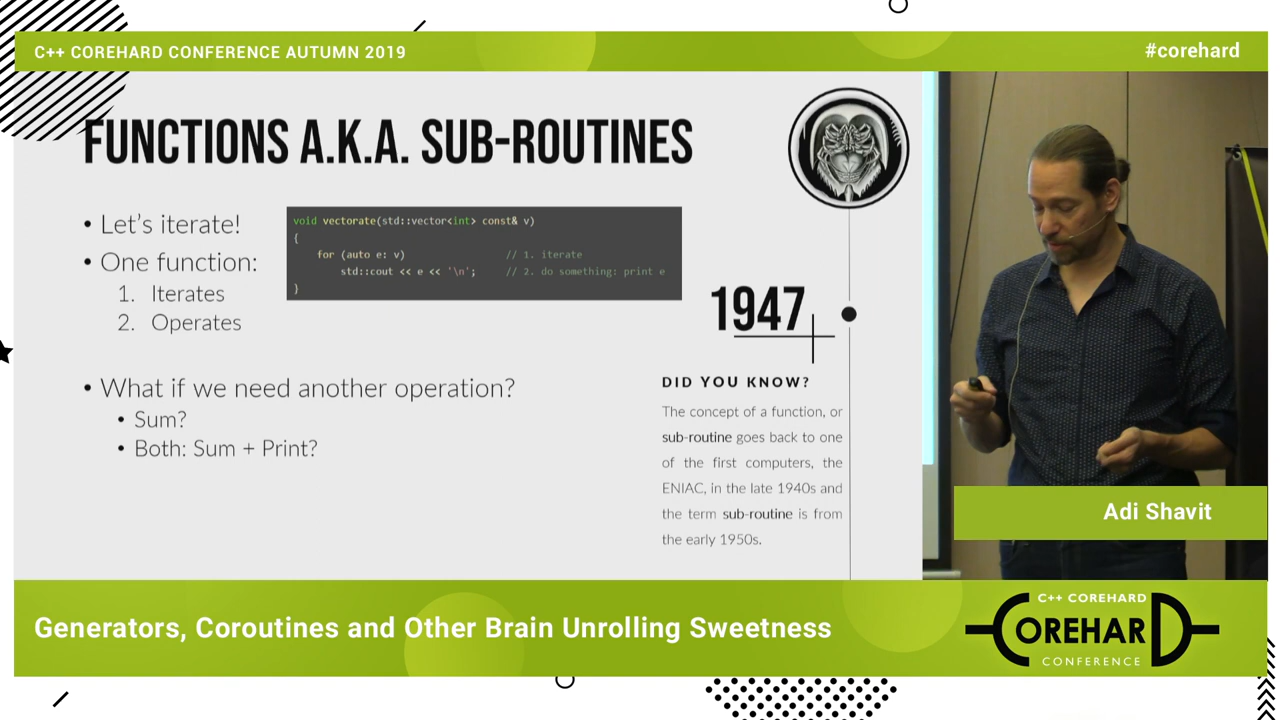 C++ COREHARD CONFERENCE AUTUMN 2019
#corehard
FUNCTIONS A.K.A. SUB-ROUTINES
• Let's iterate!
• One function:
1. Iterates
2. Operates
void vectorate(std::vector<int> const& v)
{
for (auto e: v) // 1. iterate
std::cout << e << '\n'; // 2. do something: print e
}
• What if we need another operation?
• Sum?
• Both: Sum + Print?
1947
DID YOU KNOW?
The concept of a function, or
sub-routine goes back to one
of the first computers, the
ENIAC, in the late 1940s and
the term sub-routine is from
the early 1950s.
Adi Shavit
Generators, Coroutines and Other Brain Unrolling Sweetness
C++ COREHARD
COREHARD
CONFERENCE